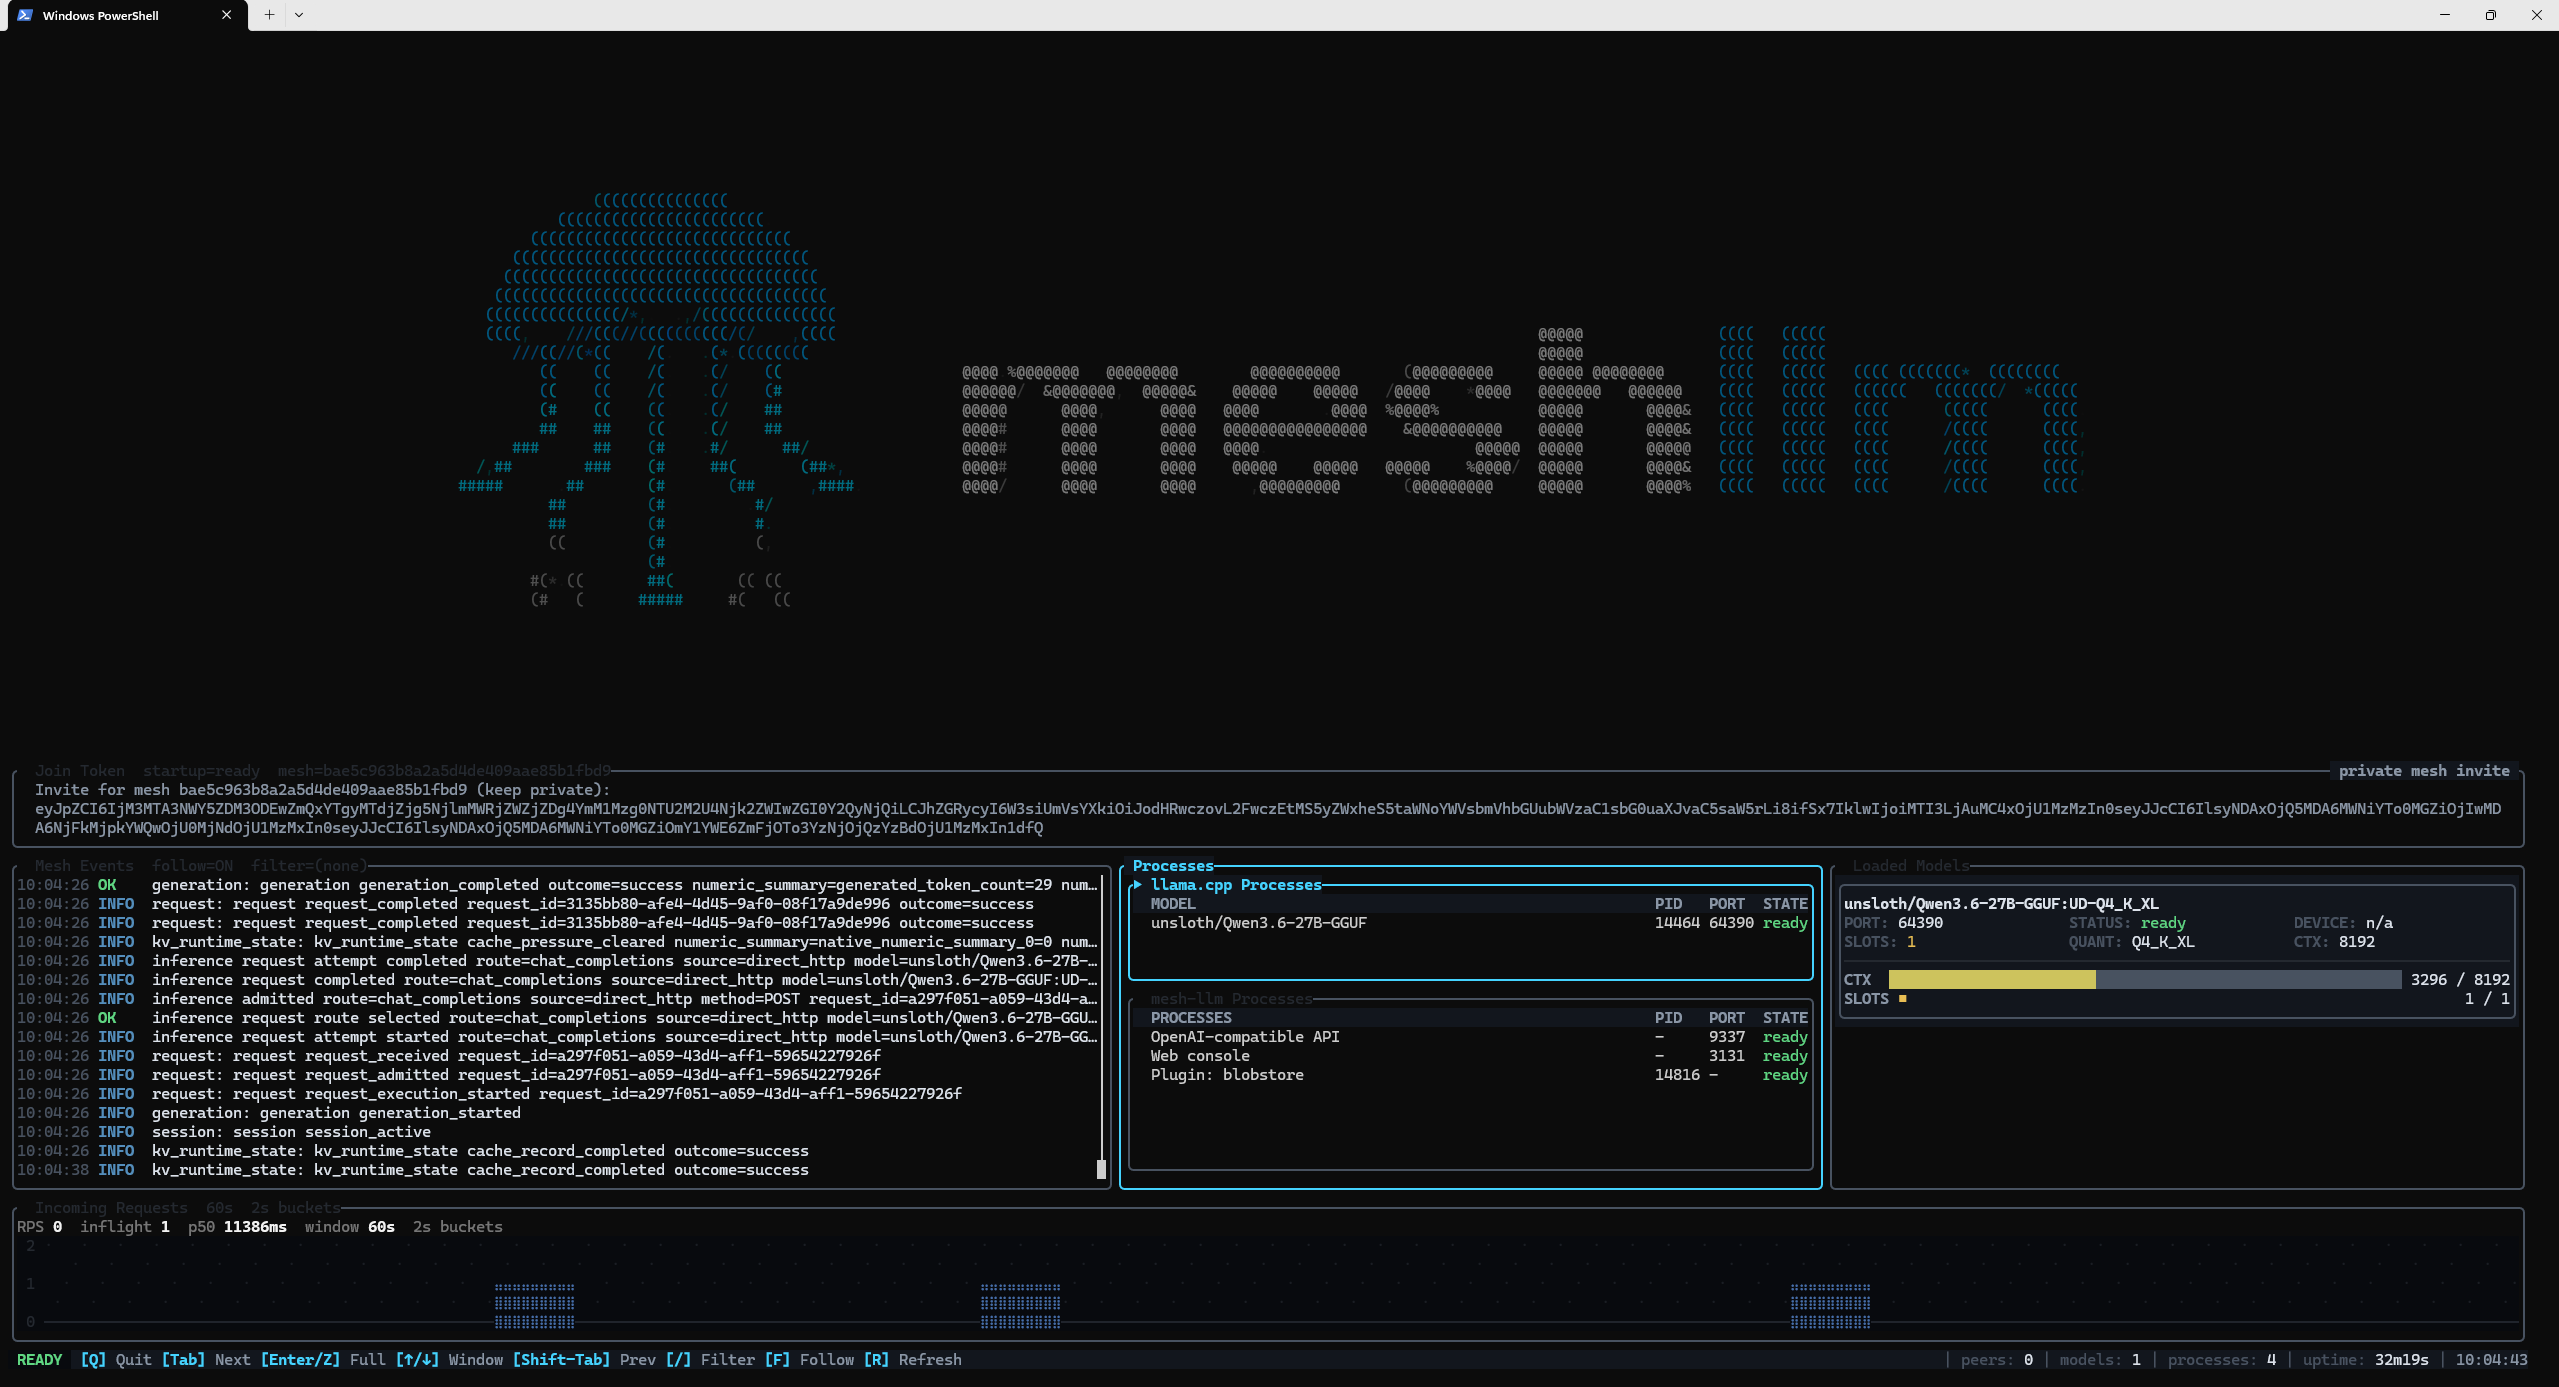 Windows PowerShell
meshllm
Join Token  startup=ready  mesh=bae5c963b8a2a5d4de409aae85b1fbd9
private mesh invite
Invite for mesh bae5c963b8a2a5d4de409aae85b1fbd9 (keep private):
Mesh Events  follow=ON  filter=(none)
10:04:26 OK    generation: generation generation_completed outcome=success numeric_summary=generated_token_count=29 num…
10:04:26 INFO  request: request request_completed request_id=3135bb80-afe4-4d45-9af0-08f17a9de996 outcome=success
10:04:26 INFO  request: request request_completed request_id=3135bb80-afe4-4d45-9af0-08f17a9de996 outcome=success
10:04:26 INFO  kv_runtime_state: kv_runtime_state cache_pressure_cleared numeric_summary=native_numeric_summary_0=0 num…
10:04:26 INFO  inference request attempt completed route=chat_completions source=direct_http model=unsloth/Qwen3.6-27B-…
10:04:26 INFO  inference request completed route=chat_completions source=direct_http model=unsloth/Qwen3.6-27B-GGUF:UD-…
10:04:26 INFO  inference admitted route=chat_completions source=direct_http method=POST request_id=a297f051-a059-43d4-a…
10:04:26 OK    inference request route selected route=chat_completions source=direct_http model=unsloth/Qwen3.6-27B-GGU…
10:04:26 INFO  inference request attempt started route=chat_completions source=direct_http model=unsloth/Qwen3.6-27B-GG…
10:04:26 INFO  request: request request_received request_id=a297f051-a059-43d4-aff1-59654227926f
10:04:26 INFO  request: request request_admitted request_id=a297f051-a059-43d4-aff1-59654227926f
10:04:26 INFO  request: request request_execution_started request_id=a297f051-a059-43d4-aff1-59654227926f
10:04:26 INFO  generation: generation generation_started
10:04:26 INFO  session: session session_active
10:04:26 INFO  kv_runtime_state: kv_runtime_state cache_record_completed outcome=success
10:04:38 INFO  kv_runtime_state: kv_runtime_state cache_record_completed outcome=success
Processes
llama.cpp Processes
MODEL  PID  PORT  STATE
unsloth/Qwen3.6-27B-GGUF  14464 64390 ready
mesh-llm Processes
PROCESSES  PID  PORT  STATE
OpenAI-compatible API  -  9337  ready
Web console  -  3131  ready
Plugin: blobstore  14816 -  ready
Loaded Models
unsloth/Qwen3.6-27B-GGUF:UD-Q4_K_XL
PORT: 64390  STATUS: ready  DEVICE: n/a
SLOTS: 1  QUANT: Q4_K_XL  CTX: 8192
CTX  3296 / 8192
SLOTS  1 / 1
Incoming Requests  60s  2s buckets
RPS 0  inflight 1  p50 11386ms  window 60s  2s buckets
2
1
0
READY  [Q] Quit [Tab] Next [Enter/Z] Full [↑/↓] Window [Shift-Tab] Prev [/] Filter [F] Follow [R] Refresh
| peers: 0 | models: 1 | processes: 4 | uptime: 32m19s | 10:04:43